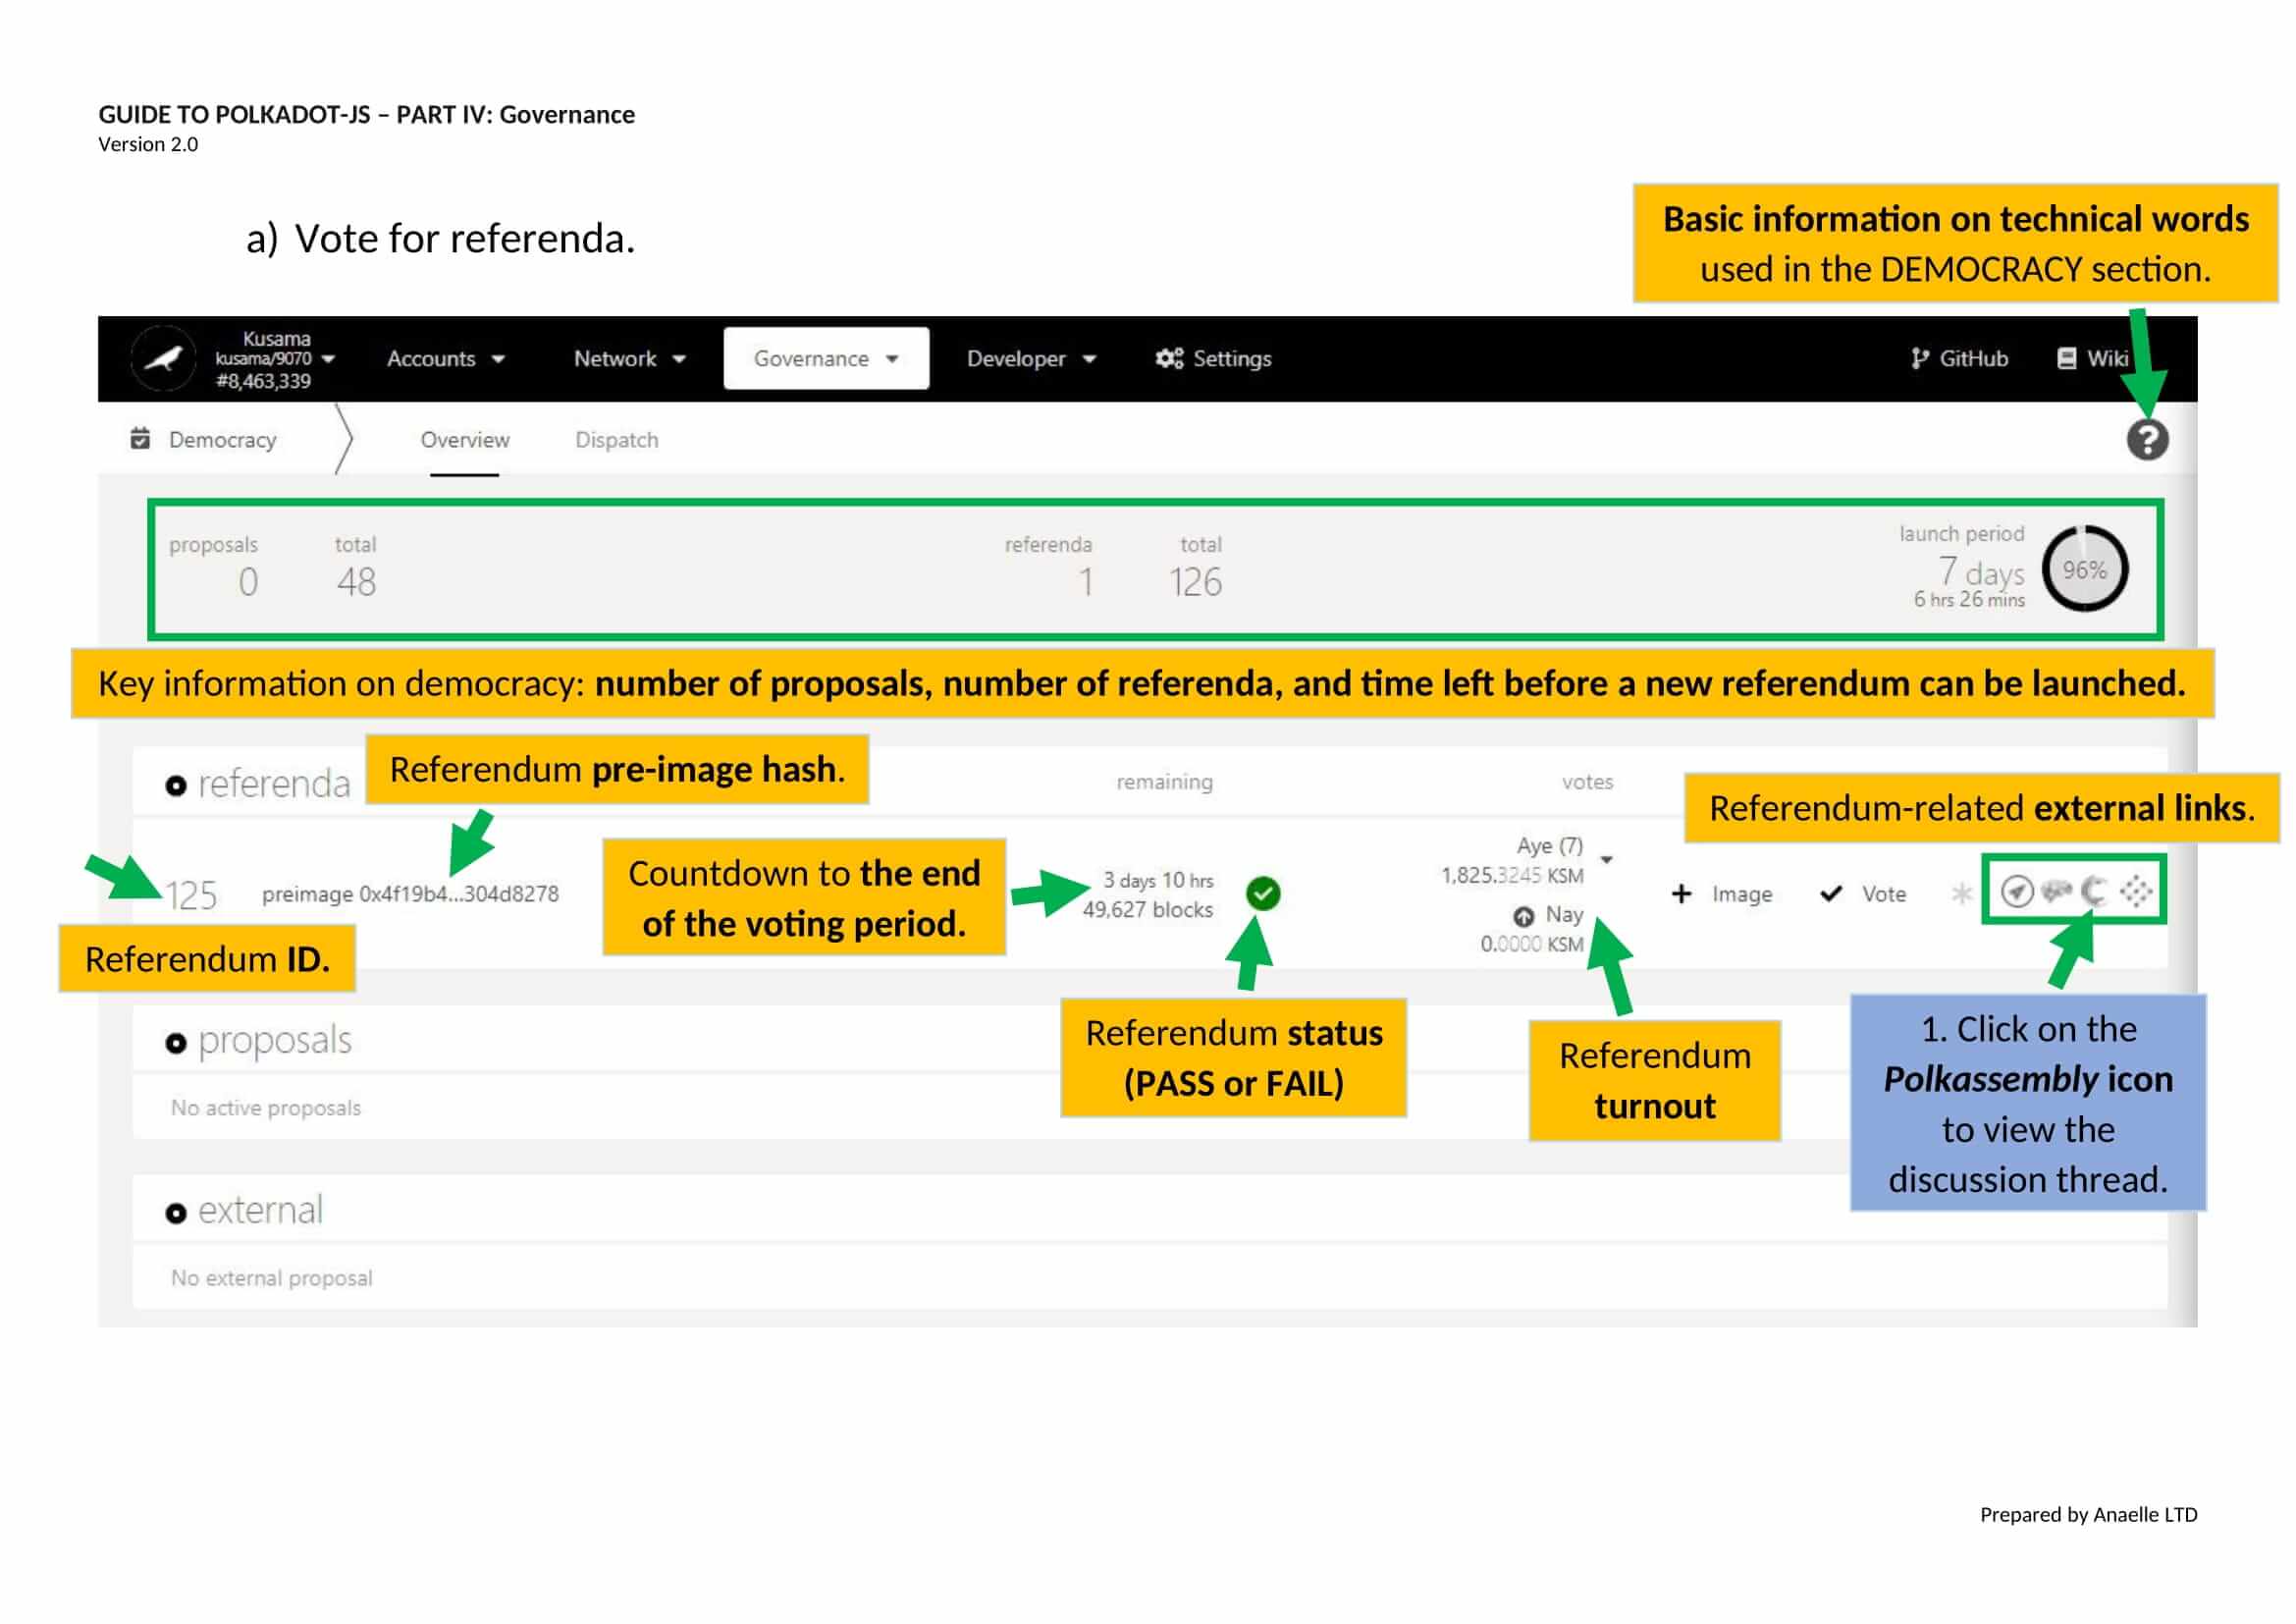 GUIDE TO POLKADOT-JS – PART IV: Governance
Version 2.0
a) Vote for referenda.
Basic information on technical words
used in the DEMOCRACY section.
Kusama
kusama/9070
#8,463,339
Accounts
Network
Governance
Developer
Settings
GitHub
Wiki
Democracy
Overview
Dispatch
proposals
0
total
48
referenda
1
total
126
launch period
7 days
6 hrs 26 mins
96%
Key information on democracy: number of proposals, number of referenda, and time left before a new referendum can be launched.
referenda
Referendum pre-image hash.
remaining
votes
Referendum-related external links.
125
preimage 0x4f19b4...304d8278
Countdown to the end
of the voting period.
3 days 10 hrs
49,627 blocks
Aye (7)
1,825.3245 KSM
Nay
0.0000 KSM
Image
Vote
Referendum ID.
Referendum status
(PASS or FAIL)
Referendum
turnout
1. Click on the
Polkassembly icon
to view the
discussion thread.
proposals
No active proposals
external
No external proposal
Prepared by Anaelle LTD